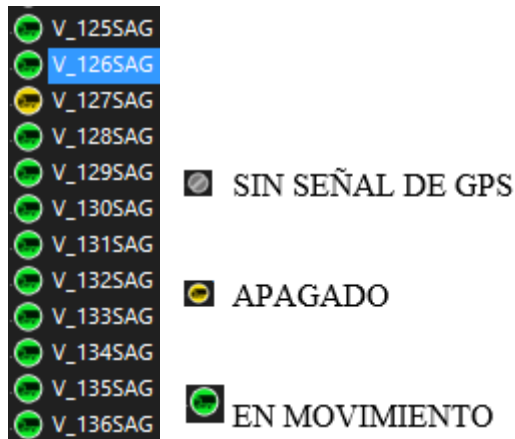 V_125SAG
V_126SAG
V_127SAG
V_128SAG
V_129SAG
V_130SAG
V_131SAG
V_132SAG
V_133SAG
V_134SAG
V_135SAG
V_136SAG
SIN SEÑAL DE GPS
APAGADO
EN MOVIMIENTO